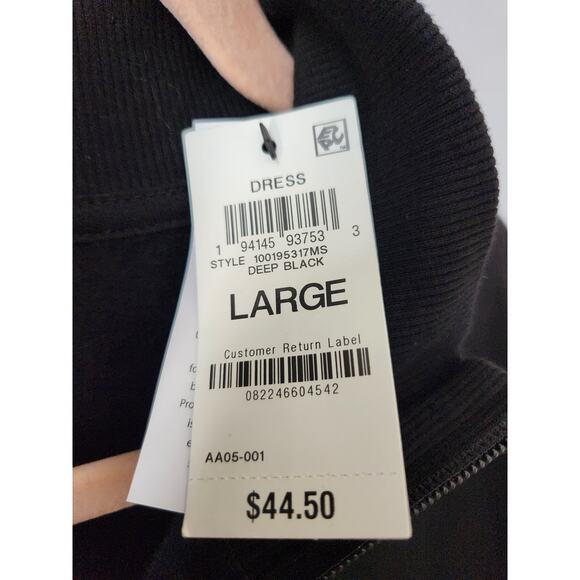 DRESS
1 94145 93753 3
STYLE 100195317MS
DEEP BLACK
LARGE
Customer Return Label
082246604542
AA05-001
$44.50